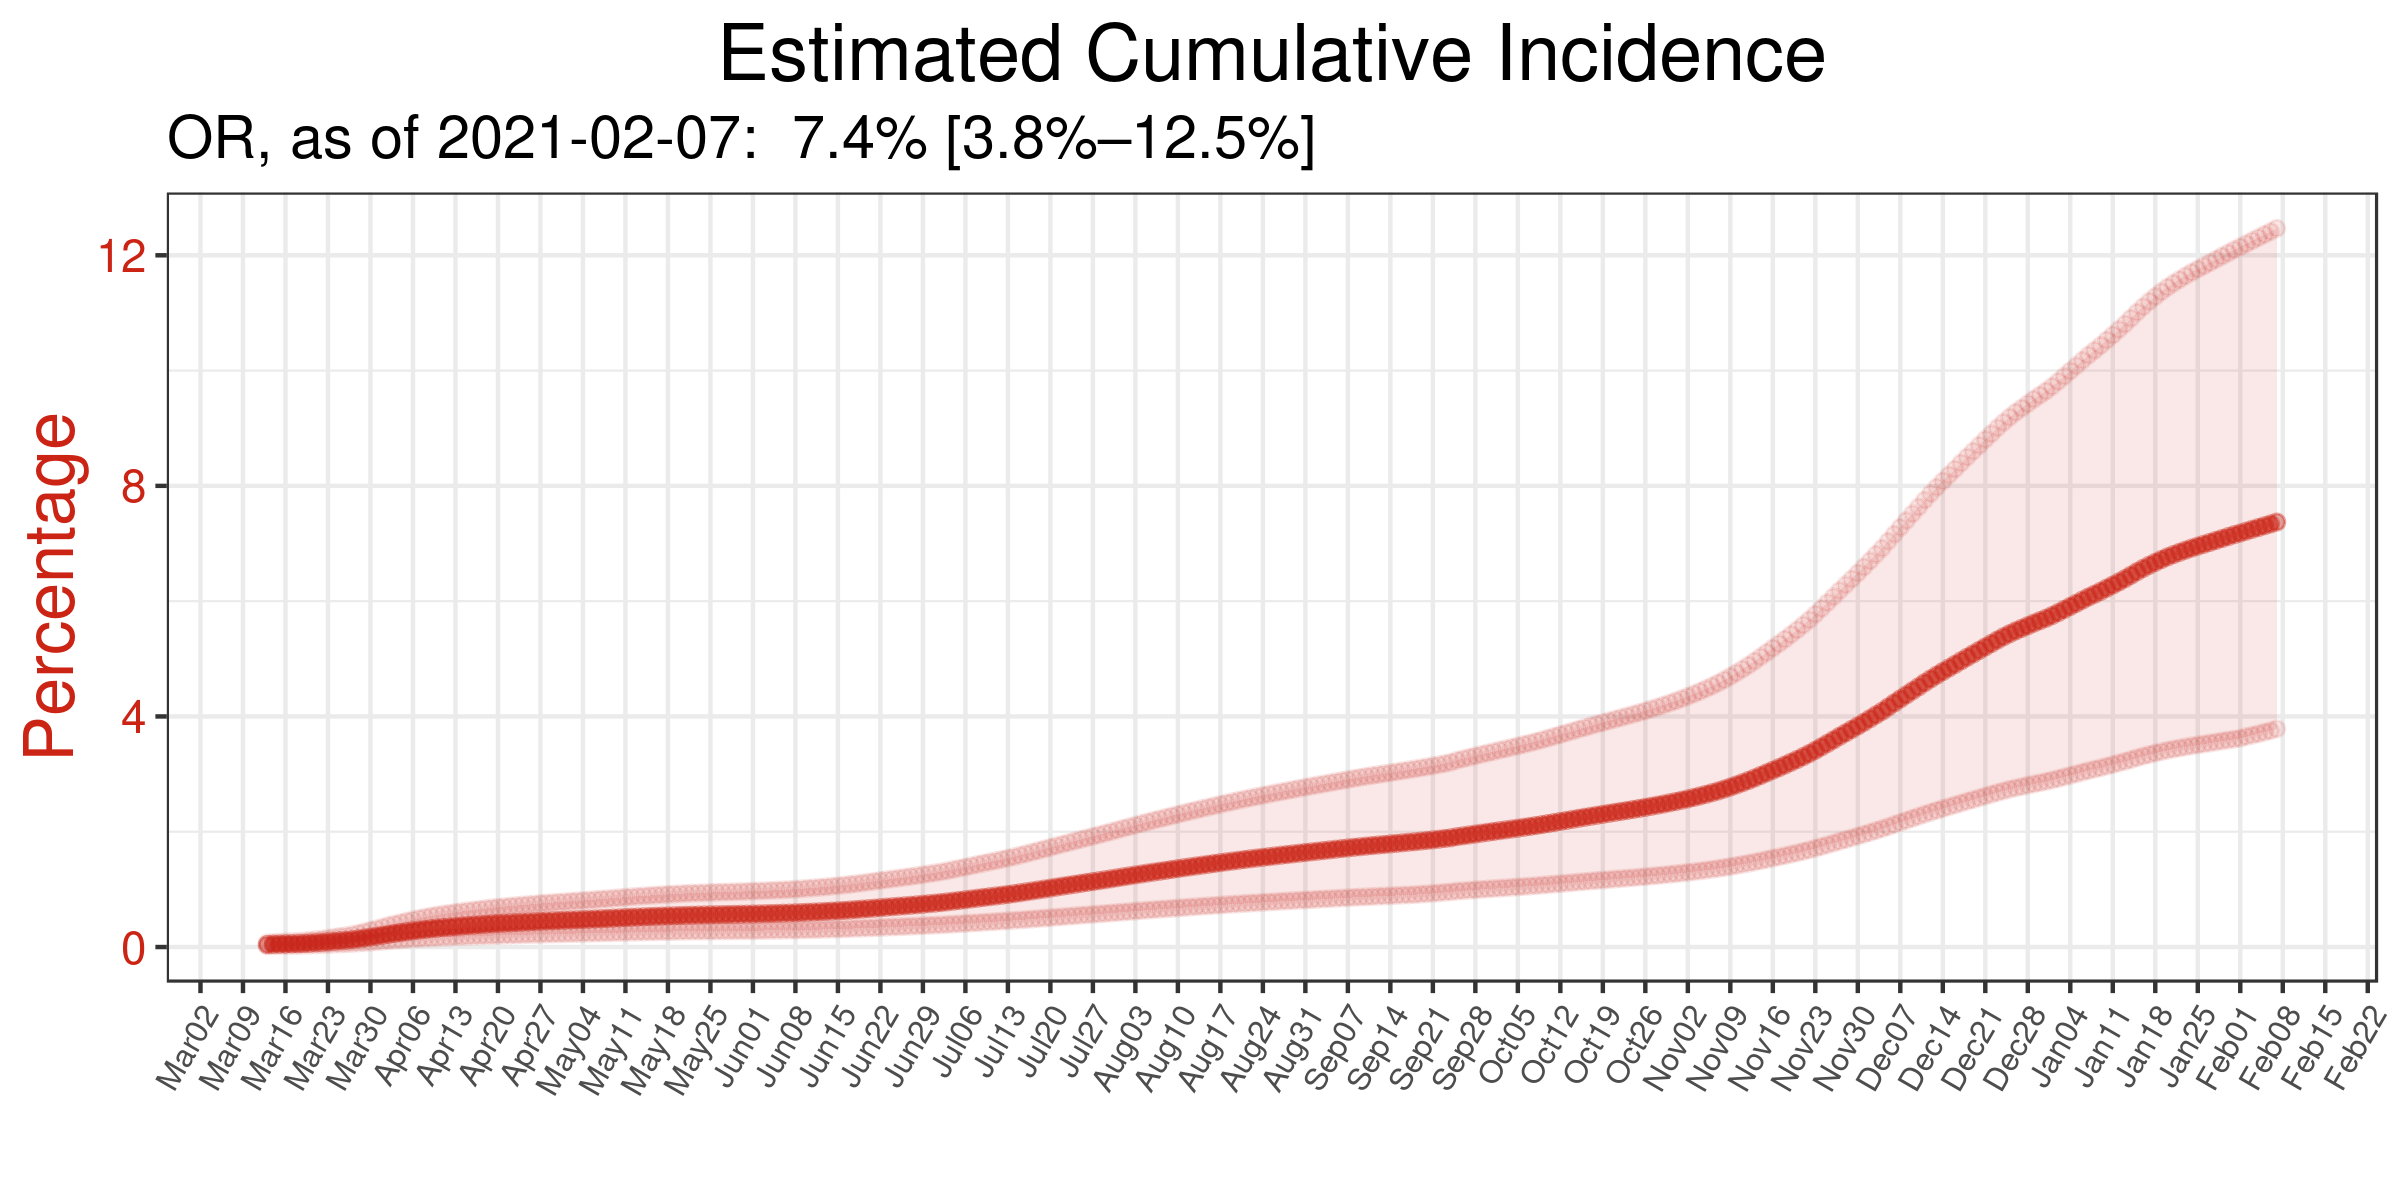 Estimated Cumulative Incidence
OR, as of 2021-02-07:  7.4% [3.8%–12.5%]
Percentage
12
8
4
0
Mar02
Mar09
Mar16
Mar23
Mar30
Apr06
Apr13
Apr20
Apr27
May04
May11
May18
May25
Jun01
Jun08
Jun15
Jun22
Jun29
Jul06
Jul13
Jul20
Jul27
Aug03
Aug10
Aug17
Aug24
Aug31
Sep07
Sep14
Sep21
Sep28
Oct05
Oct12
Oct19
Oct26
Nov02
Nov09
Nov16
Nov23
Nov30
Dec07
Dec14
Dec21
Dec28
Jan04
Jan11
Jan18
Jan25
Feb01
Feb08
Feb15
Feb22